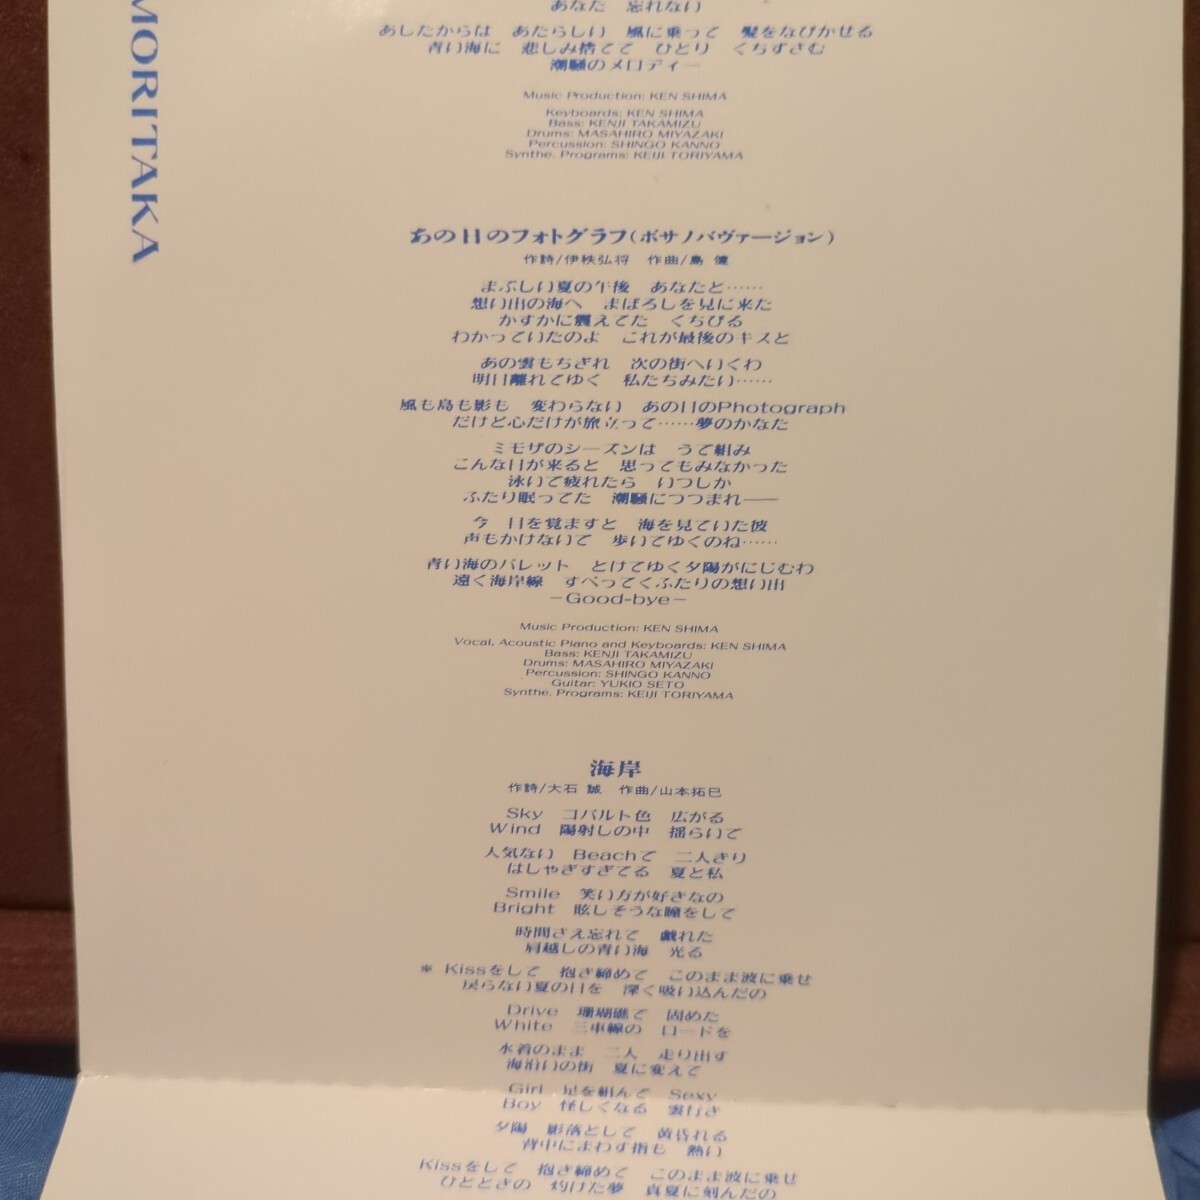 MORITAKA
あなた　忘れない
あしたからは　あたらしい　風に乗って　髪をなびかせる
青い海に　悲しみ捨てて　ひとり　くちずさむ
潮騒のメロディー
Music Production: KEN SHIMA
Keyboards: KEN SHIMA
Bass: KENJI TAKAMIZU
Drums: MASAHIRO MIYAZAKI
Percussion: SHINGO KANNO
Synthe. Programs: KEIJI TORIYAMA
あの日のフォトグラフ(ボサノバヴァージョン)
作詩/伊秩弘将　作曲/島　健
まぶしい夏の午後　あなたと……
想い出の海へ　まぼろしを見に来た
かすかに震えてた　くちびる
わかっていたのよ　これが最後のキスと
あの雲もちぎれ　次の街へいくわ
明日離れてゆく　私たちみたい……
風も島も影も　変わらない　あの日のPhotograph
だけど心だけが旅立って……夢のかなた
ミモザのシーズンは　うで組み
こんな日が来ると　思ってもみなかった
泳いで疲れたら　いつしか
ふたり眠ってた　潮騒につつまれ――
今　目を覚ますと　海を見ていた彼
声もかけないで　歩いてゆくのね……
青い海のパレット　とけてゆく夕陽がにじむわ
遠く海岸線　すべってくふたりの想い出
－Good-bye－
Music Production: KEN SHIMA
Vocal, Acoustic Piano and Keyboards: KEN SHIMA
Bass: KENJI TAKAMIZU
Drums: MASAHIRO MIYAZAKI
Percussion: SHINGO KANNO
Guitar: YUKIO SETO
Synthe. Programs: KEIJI TORIYAMA
海岸
作詩/大石　誠　作曲/山本拓巳
Sky　コバルト色　広がる
Wind　陽射しの中　揺らいで
人気ない　Beachで　二人きり
はしゃぎすぎてる　夏と私
Smile　笑い方が好きなの
Bright　眩しそうな瞳をして
時間さえ忘れて　戯れた
肩越しの青い海　光る
※ Kissをして　抱き締めて　このまま波に乗せ
戻らない夏の日を　深く吸い込んだの
Drive　珊瑚礁で　固めた
White　三車線の　ロードを
水着のまま　二人　走り出す
海沿いの街　夏に変えて
Girl　足を組んで　Sexy
Boy　怪しくなる　雲行き
夕陽　影落として　黄昏れる
背中にまわす指も　熱い
Kissをして　抱き締めて　このまま波に乗せ
ひとときの　灼けた夢　真夏に刻んだの